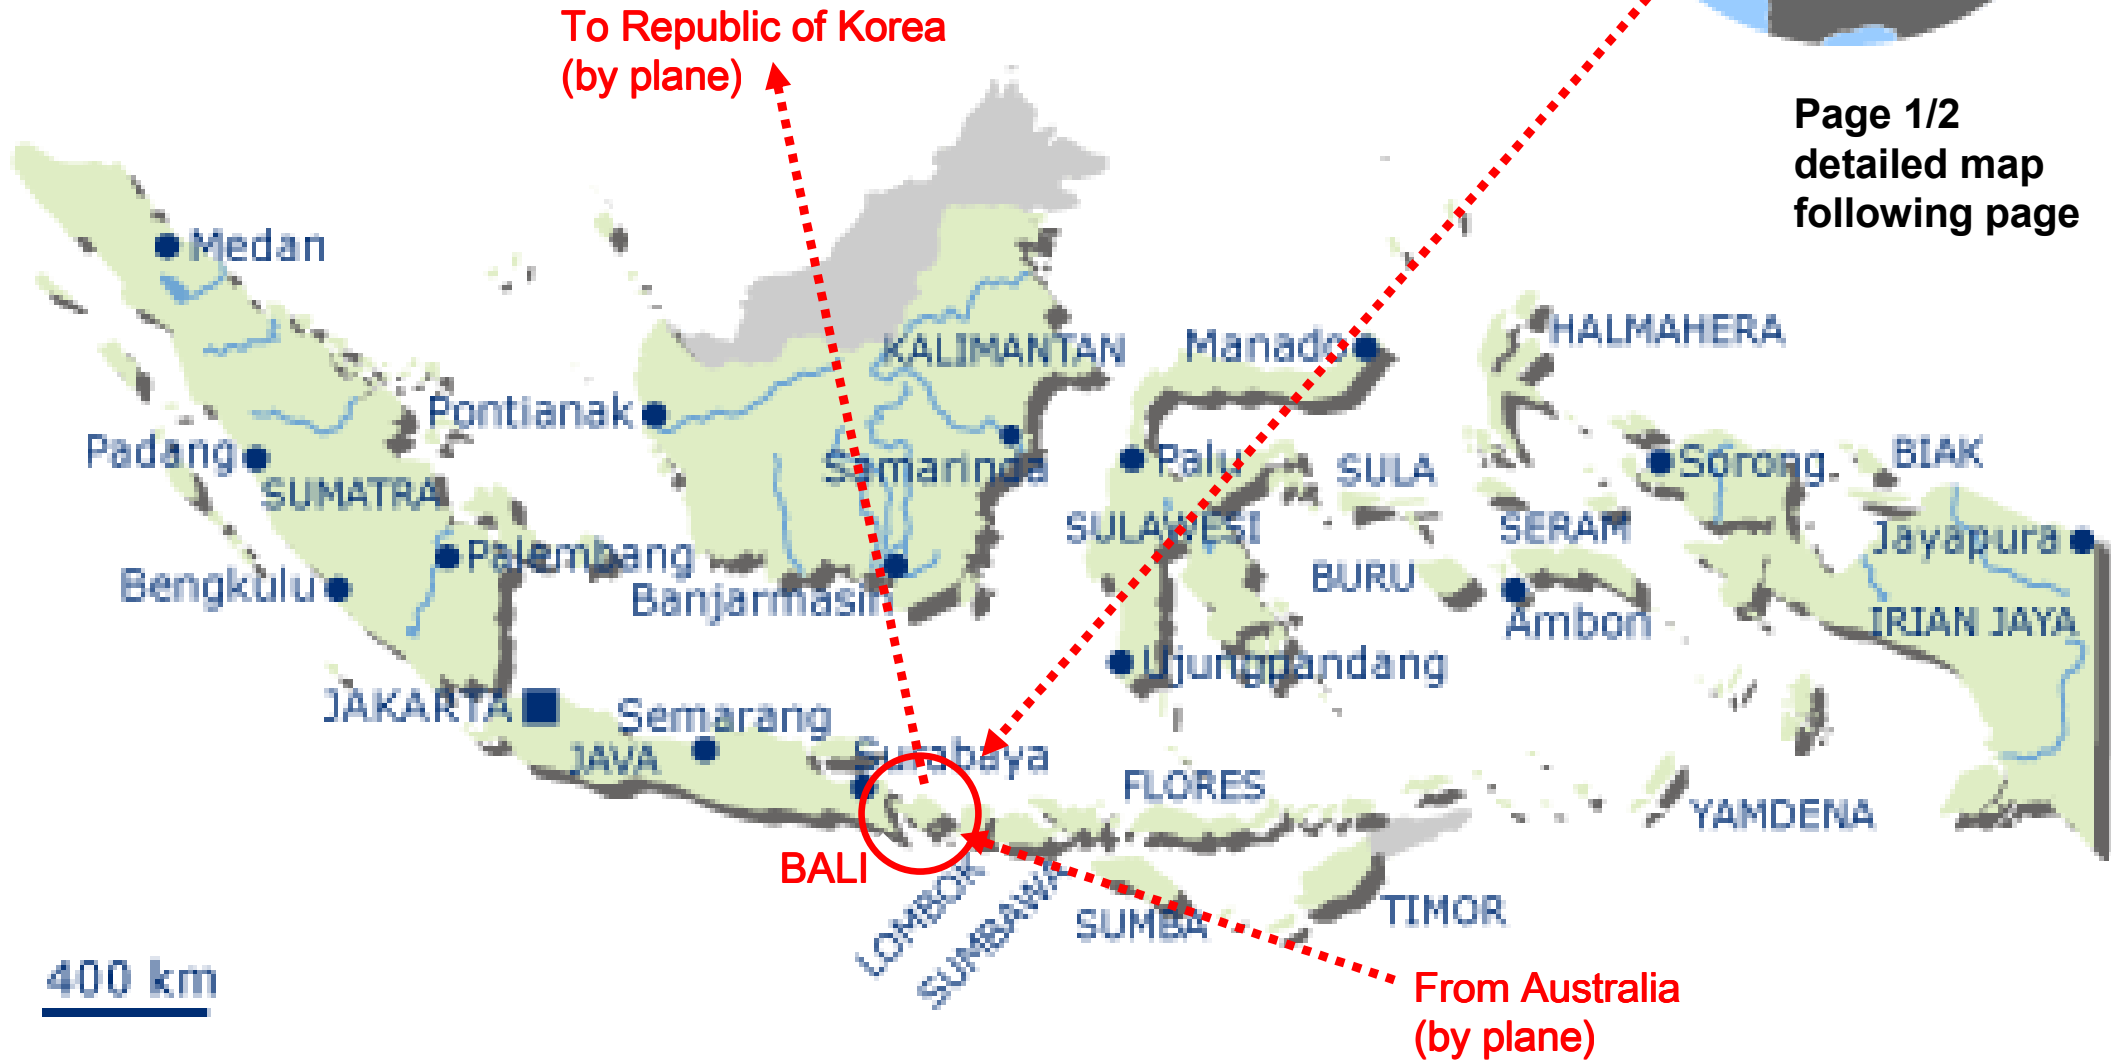 To Republic of Korea
(by plane)
Page 1/2
detailed map
following page
Medan
HALMAHERA
KALIMANTAN
Manado
Pontianak
Padang
Samarinda
Palu
SULA
Sorong
BIAK
SUMATRA
SULAWESI
SERAM
Jayapura
Palembang
Bengkulu
Banjarmasin
BURU
Ambon
IRIAN JAYA
Ujungpandang
JAKARTA
Semarang
JAVA
Surabaya
FLORES
YAMDENA
BALI
LOMBOK
SUMBAWA
SUMBA
TIMOR
400 km
From Australia
(by plane)